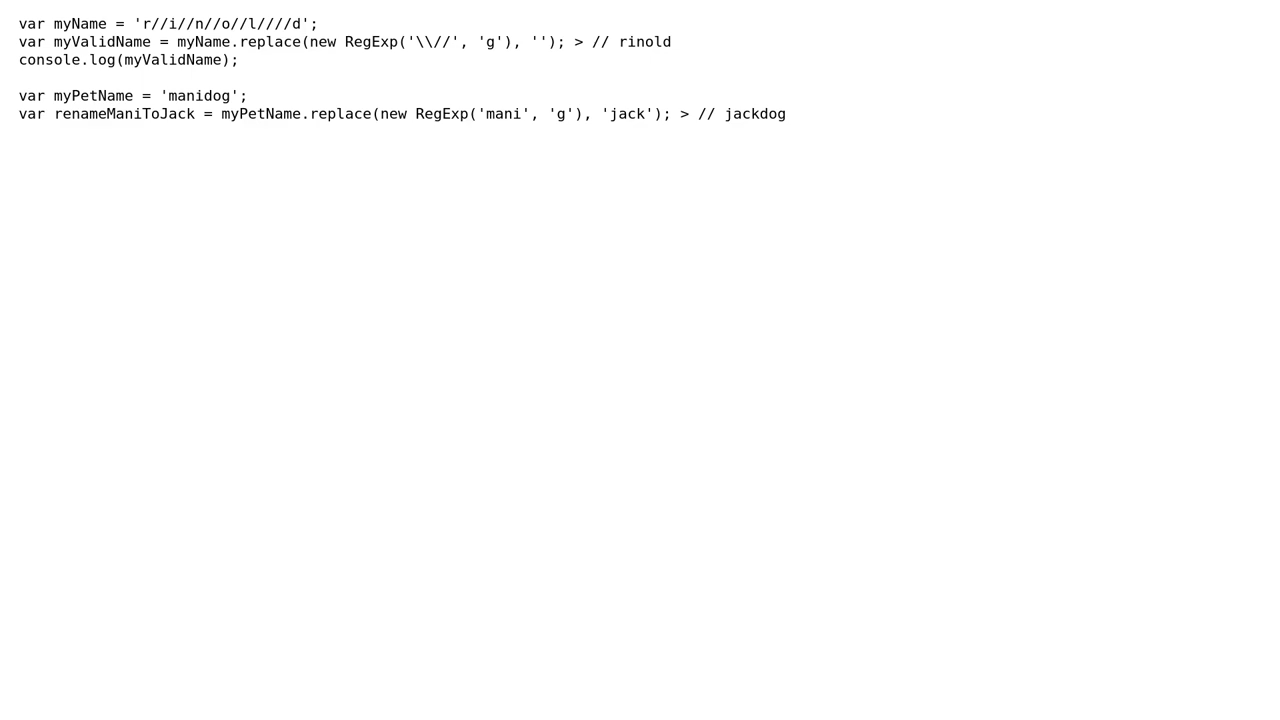 var myName = 'r//i//n//o//l////d';
var myValidName = myName.replace(new RegExp('\\//', 'g'), ''); > // rinold
console.log(myValidName);

var myPetName = 'manidog';
var renameManiToJack = myPetName.replace(new RegExp('mani', 'g'), 'jack'); > // jackdog